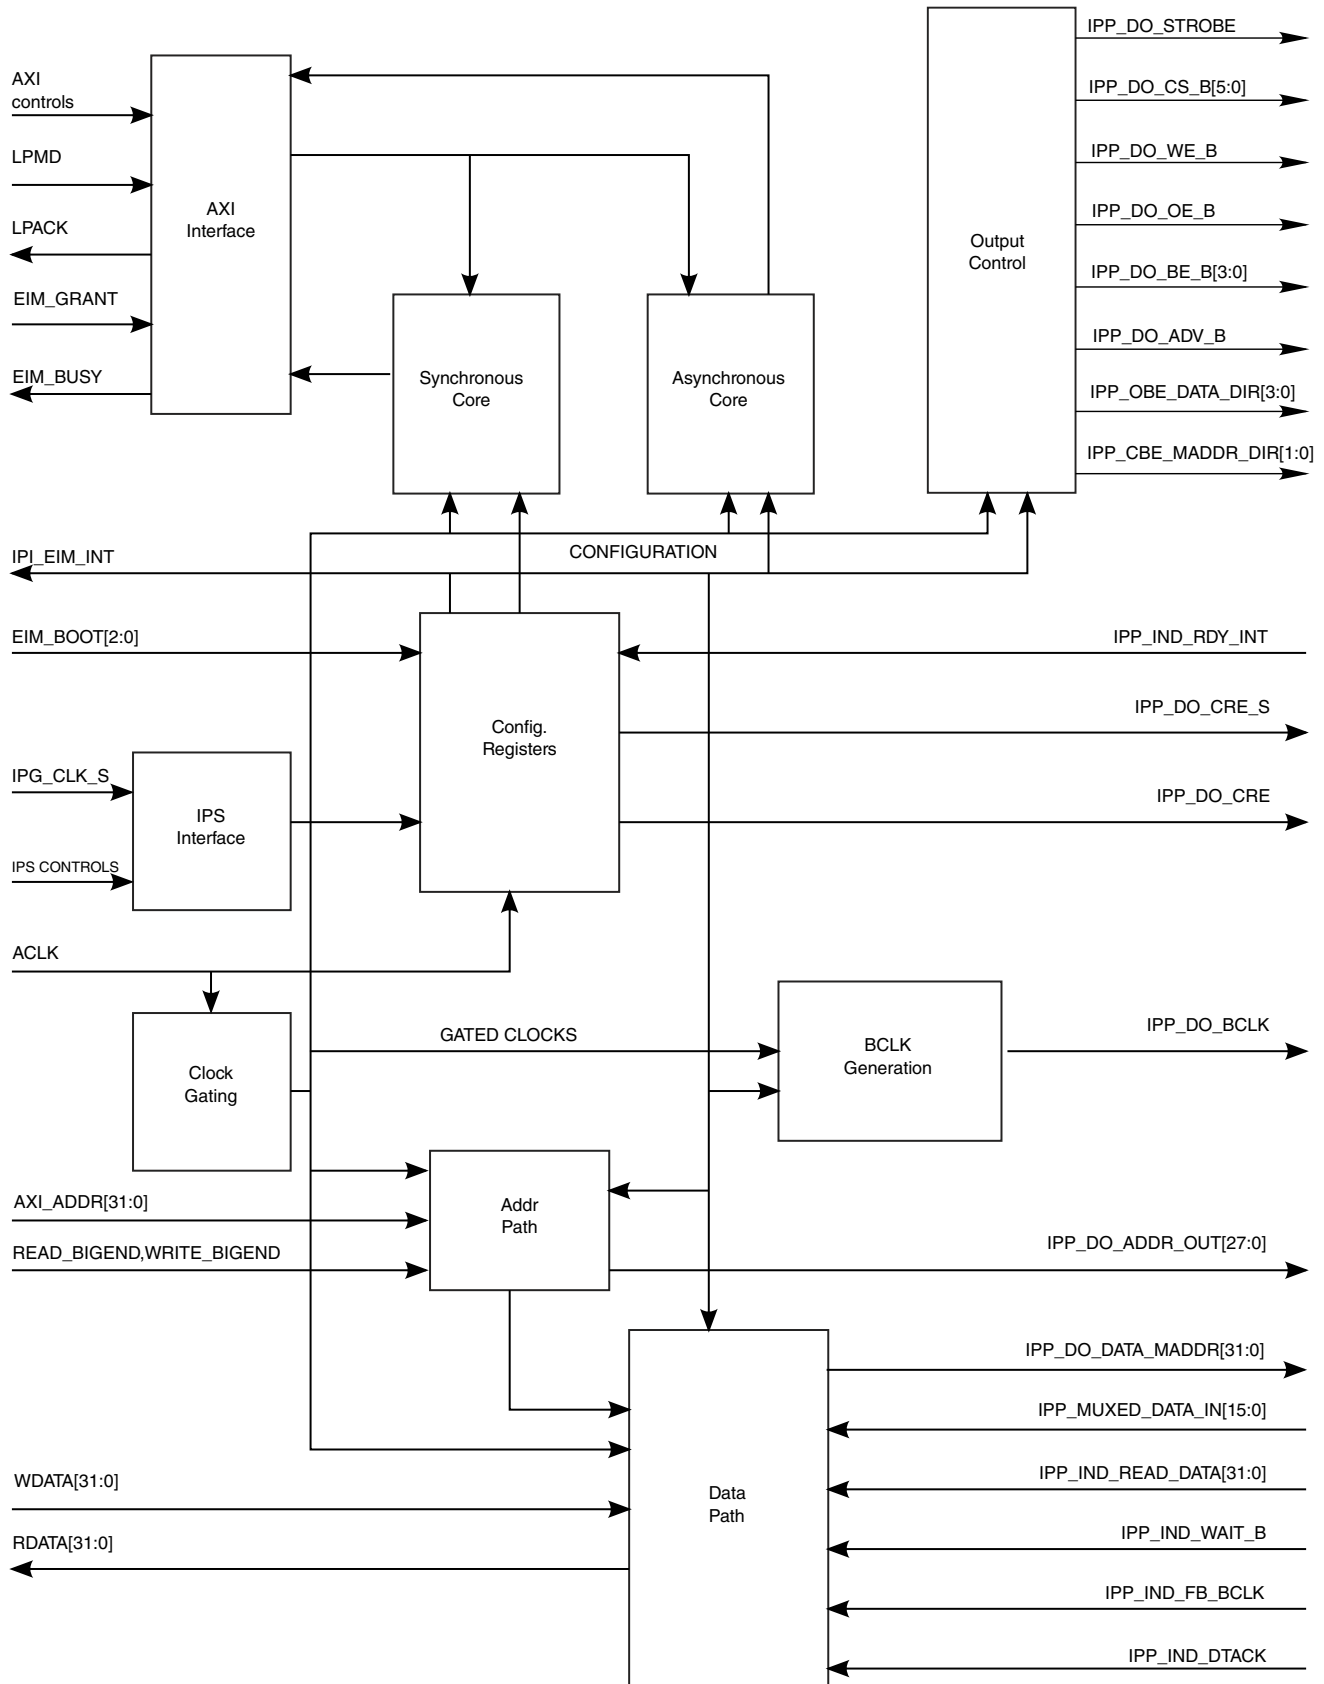 IPP_DO_STROBE
AXI
controls
IPP_DO_CS_B[5:0]
LPMD
IPP_DO_WE_B
AXI
Interface
LPACK
IPP_DO_OE_B
Output
Control
EIM_GRANT
IPP_DO_BE_B[3:0]
IPP_DO_ADV_B
EIM_BUSY
Synchronous
Core
Asynchronous
Core
IPP_OBE_DATA_DIR[3:0]
IPP_CBE_MADDR_DIR[1:0]
IPI_EIM_INT
CONFIGURATION
EIM_BOOT[2:0]
IPP_IND_RDY_INT
IPP_DO_CRE_S
Config.
Registers
IPG_CLK_S
IPP_DO_CRE
IPS
Interface
IPS CONTROLS
ACLK
GATED CLOCKS
BCLK
Generation
IPP_DO_BCLK
Clock
Gating
AXI_ADDR[31:0]
Addr
Path
READ_BIGEND,WRITE_BIGEND
IPP_DO_ADDR_OUT[27:0]
IPP_DO_DATA_MADDR[31:0]
IPP_MUXED_DATA_IN[15:0]
WDATA[31:0]
IPP_IND_READ_DATA[31:0]
Data
Path
RDATA[31:0]
IPP_IND_WAIT_B
IPP_IND_FB_BCLK
IPP_IND_DTACK